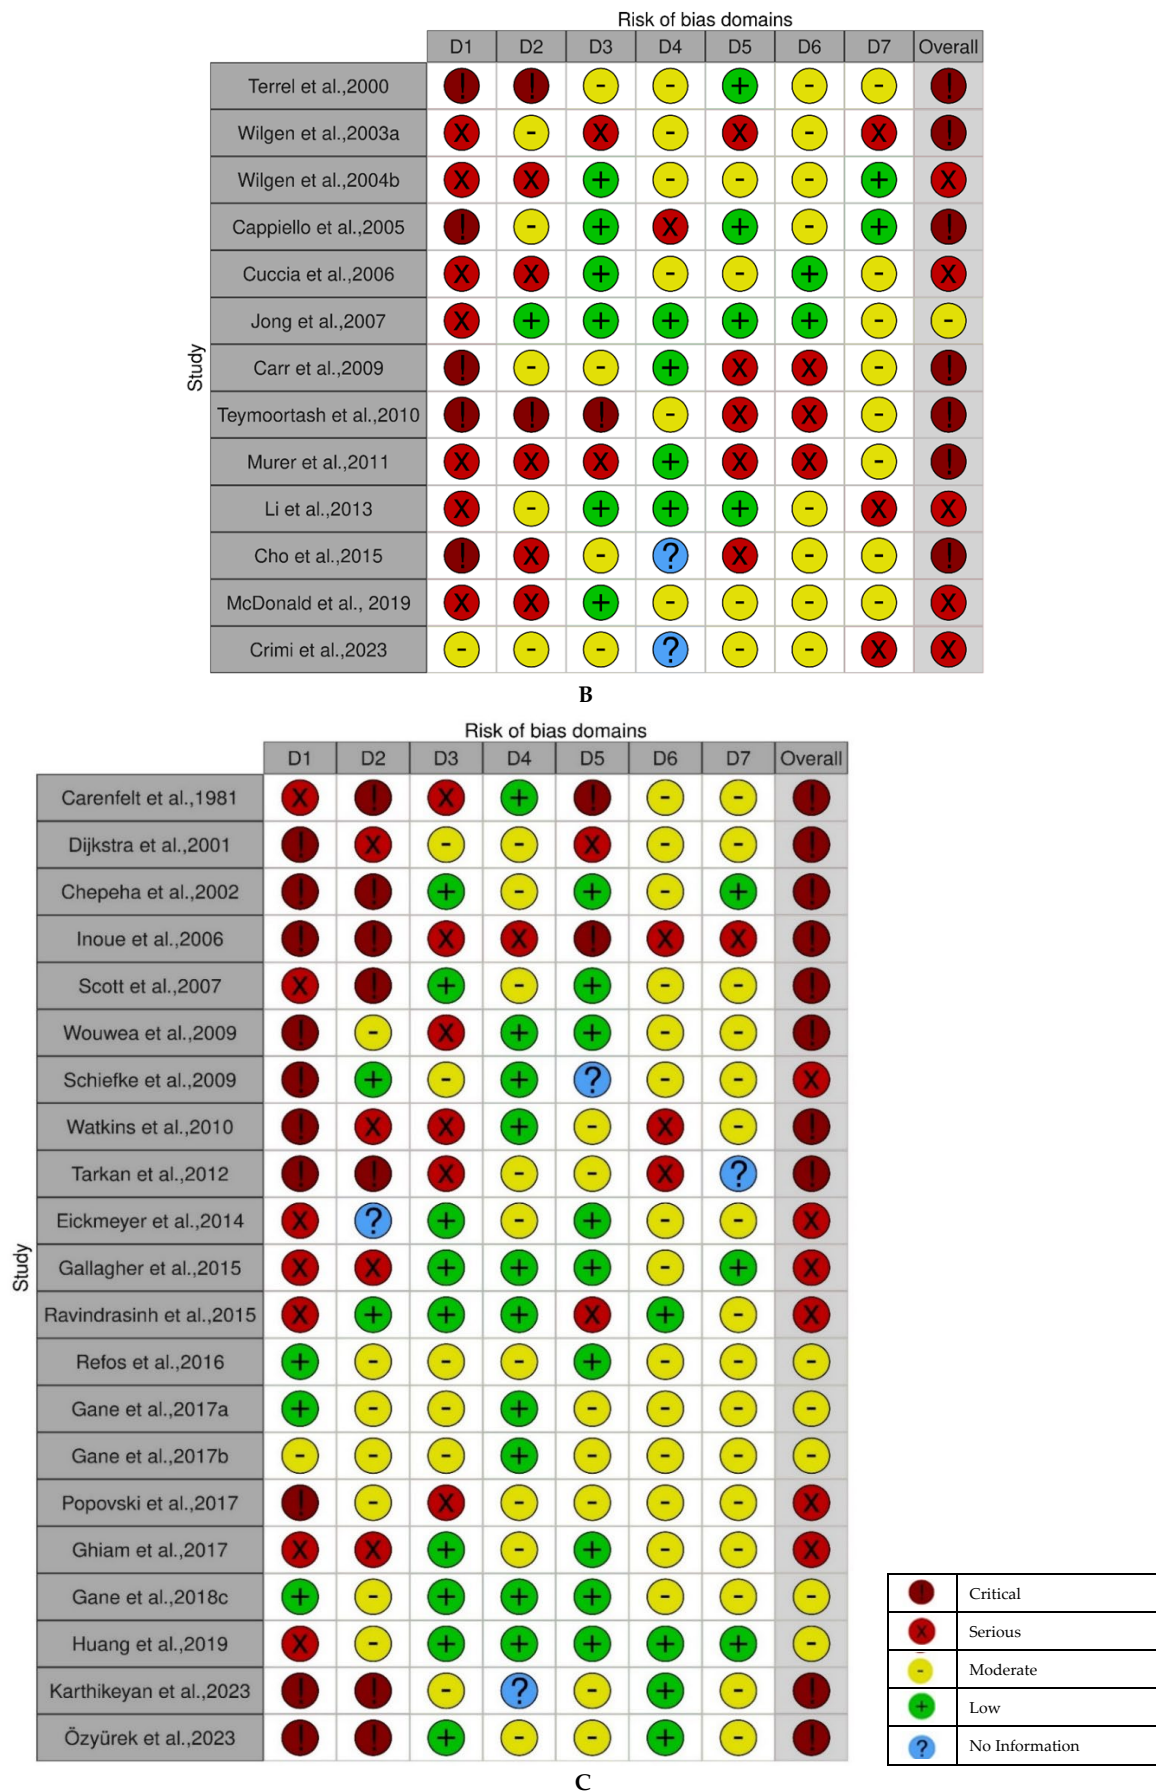 Risk of bias domains
D1 D2 D3 D4 D5 D6 D7 Overall
Study
Terrel et al.,2000 ! ! - - + - - !
Wilgen et al.,2003a X - X - X - X !
Wilgen et al.,2004b X X + - - - + X
Cappiello et al.,2005 ! - + X + - + !
Cuccia et al.,2006 X X + - - + - X
Jong et al.,2007 X + + + + + - -
Carr et al.,2009 ! - - + X X - !
Teymoortash et al.,2010 ! ! ! - X X - !
Murer et al.,2011 X X X + X X - !
Li et al.,2013 X - + + + - X X
Cho et al.,2015 ! X - ? X - - !
McDonald et al., 2019 X X + - - - - X
Crimi et al.,2023 - - - ? - - X X
B
Risk of bias domains
D1 D2 D3 D4 D5 D6 D7 Overall
Study
Carenfelt et al.,1981 X ! X + ! - - !
Dijkstra et al.,2001 ! X - - X - - !
Chepeha et al.,2002 ! ! + - + - + !
Inoue et al.,2006 ! ! X X ! X X !
Scott et al.,2007 X ! + - + - - !
Wouwea et al.,2009 ! - X + + - - !
Schiefke et al.,2009 ! + - + ? - - X
Watkins et al.,2010 ! X X + - X - !
Tarkan et al.,2012 ! ! X - - X ? !
Eickmeyer et al.,2014 X ? + - + - - X
Gallagher et al.,2015 X X + + + - + X
Ravindrasinh et al.,2015 X + + + X + - X
Refos et al.,2016 + - - - + - - -
Gane et al.,2017a + - - + - - - -
Gane et al.,2017b - - - + - - - -
Popovski et al.,2017 ! - X - - - - X
Ghiam et al.,2017 X X + - + - - X
Gane et al.,2018c + - + + + - - -
Huang et al.,2019 X - + + + + + -
Karthikeyan et al.,2023 ! ! - ? - + - !
Özyürek et al.,2023 ! ! + - - + - !
! Critical
X Serious
- Moderate
+ Low
? No Information
C